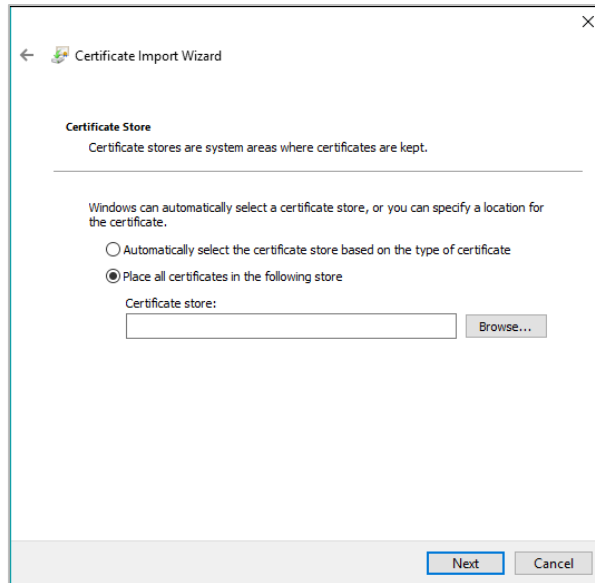 Certificate Import Wizard
Certificate Store
Certificate stores are system areas where certificates are kept.
Windows can automatically select a certificate store, or you can specify a location for
the certificate.
Automatically select the certificate store based on the type of certificate
Place all certificates in the following store
Certificate store:
Browse...
Next
Cancel